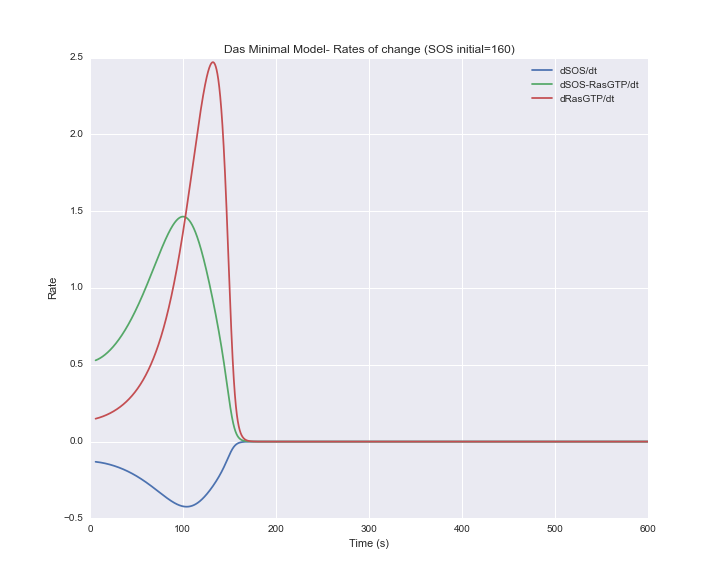 Das Minimal Model- Rates of change (SOS initial=160)
dSOS/dt
dSOS-RasGTP/dt
dRasGTP/dt
2.5
2.0
1.5
1.0
0.5
0.0
−0.5
Rate
0 100 200 300 400 500 600
Time (s)